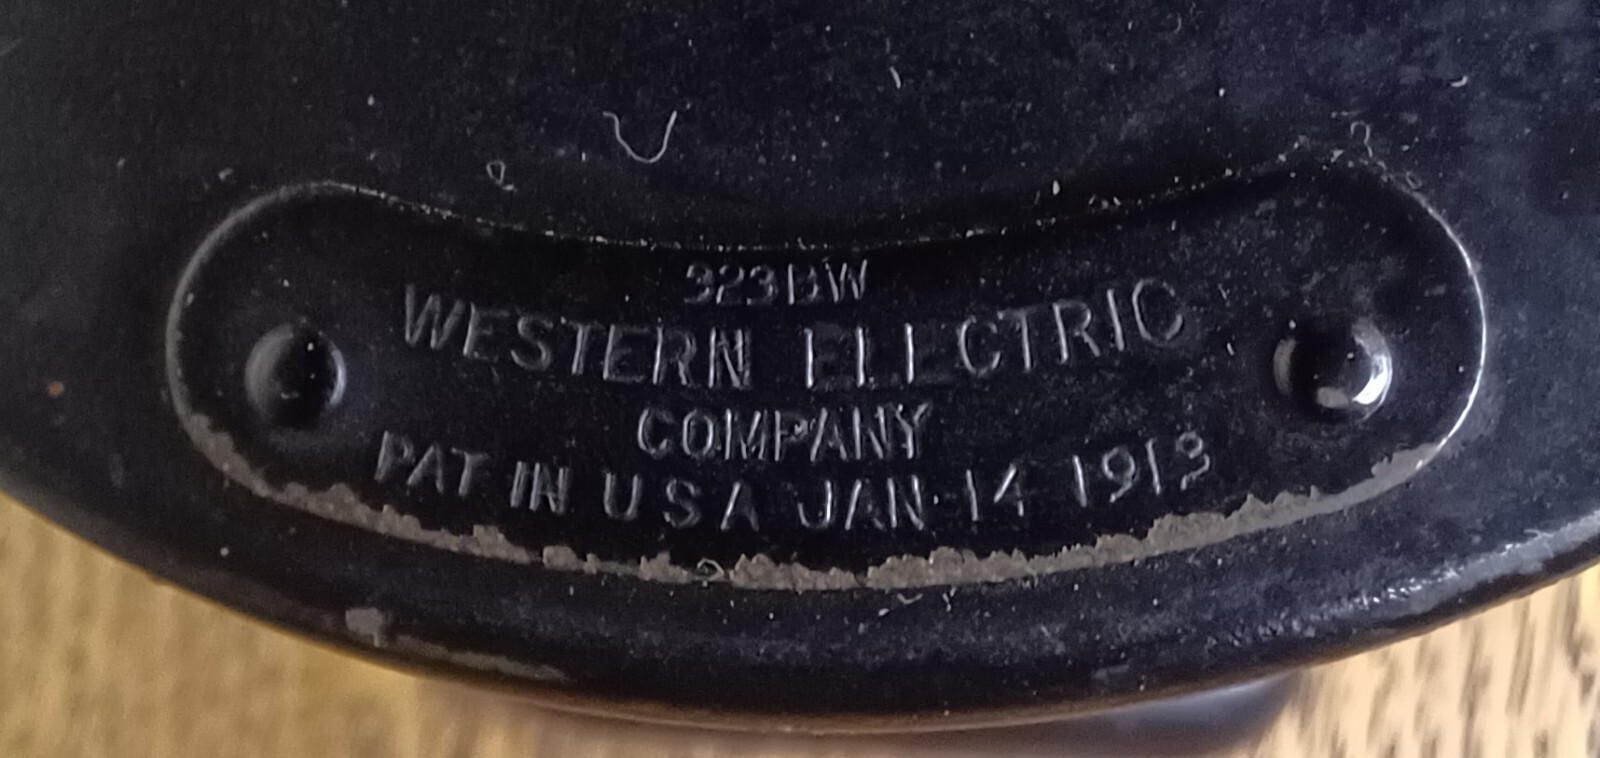 323BW
WESTERN ELECTRIC
COMPANY
PAT IN U S A JAN 14 1913